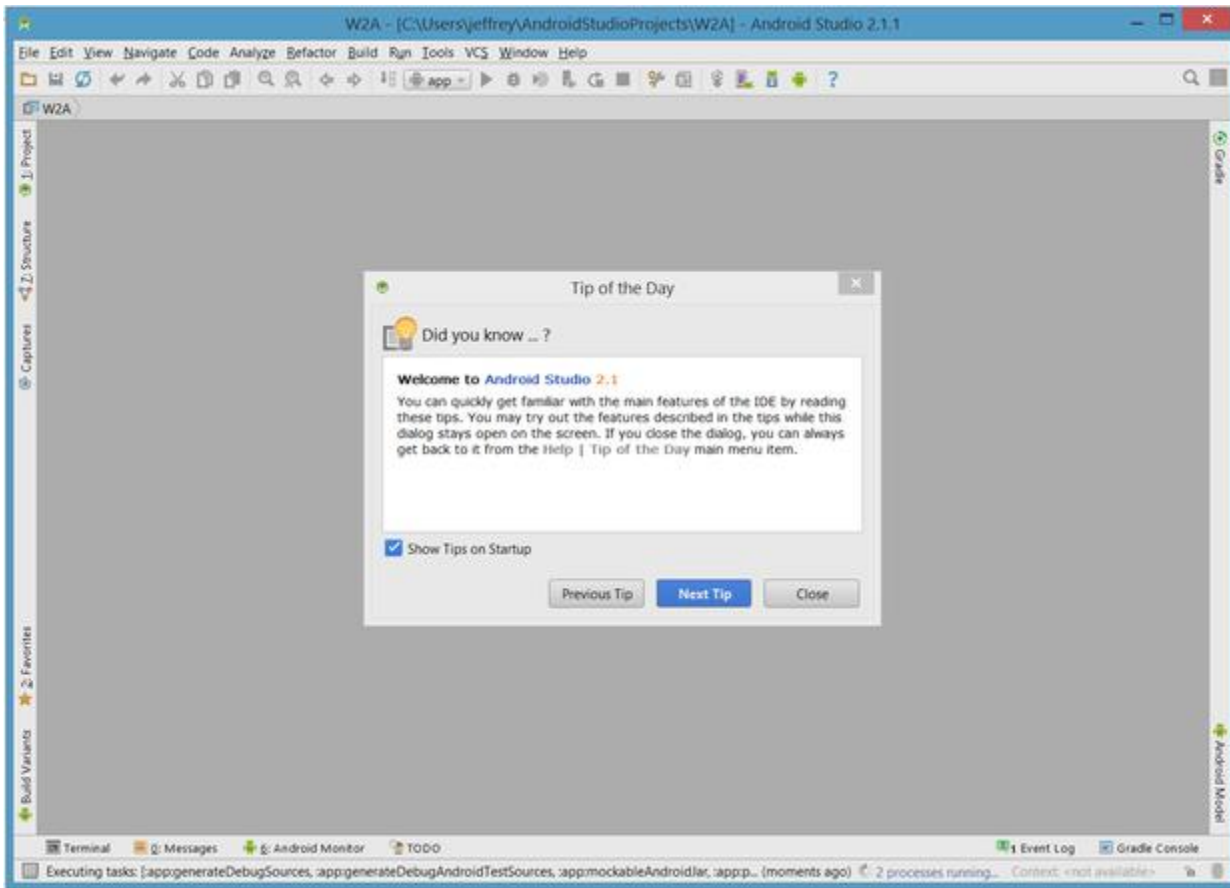 W2A - [C:\Users\jeffrey\AndroidStudioProjects\W2A] - Android Studio 2.1.1
File Edit View Navigate Code Analyze Refactor Build Run Tools VCS Window Help
app
W2A
1: Project
7: Structure
Captures
2: Favorites
Build Variants
Gradle
Android Model
Tip of the Day
Did you know ... ?
Welcome to Android Studio 2.1
You can quickly get familiar with the main features of the IDE by reading
these tips. You may try out the features described in the tips while this
dialog stays open on the screen. If you close the dialog, you can always
get back to it from the Help | Tip of the Day main menu item.
Show Tips on Startup
Previous Tip Next Tip Close
Terminal 0: Messages 6: Android Monitor TODO 1 Event Log Gradle Console
Executing tasks: [:app:generateDebugSources, :app:generateDebugAndroidTestSources, :app:mockableAndroidJar, :app:p... (moments ago) 2 processes running... Context: <not available>